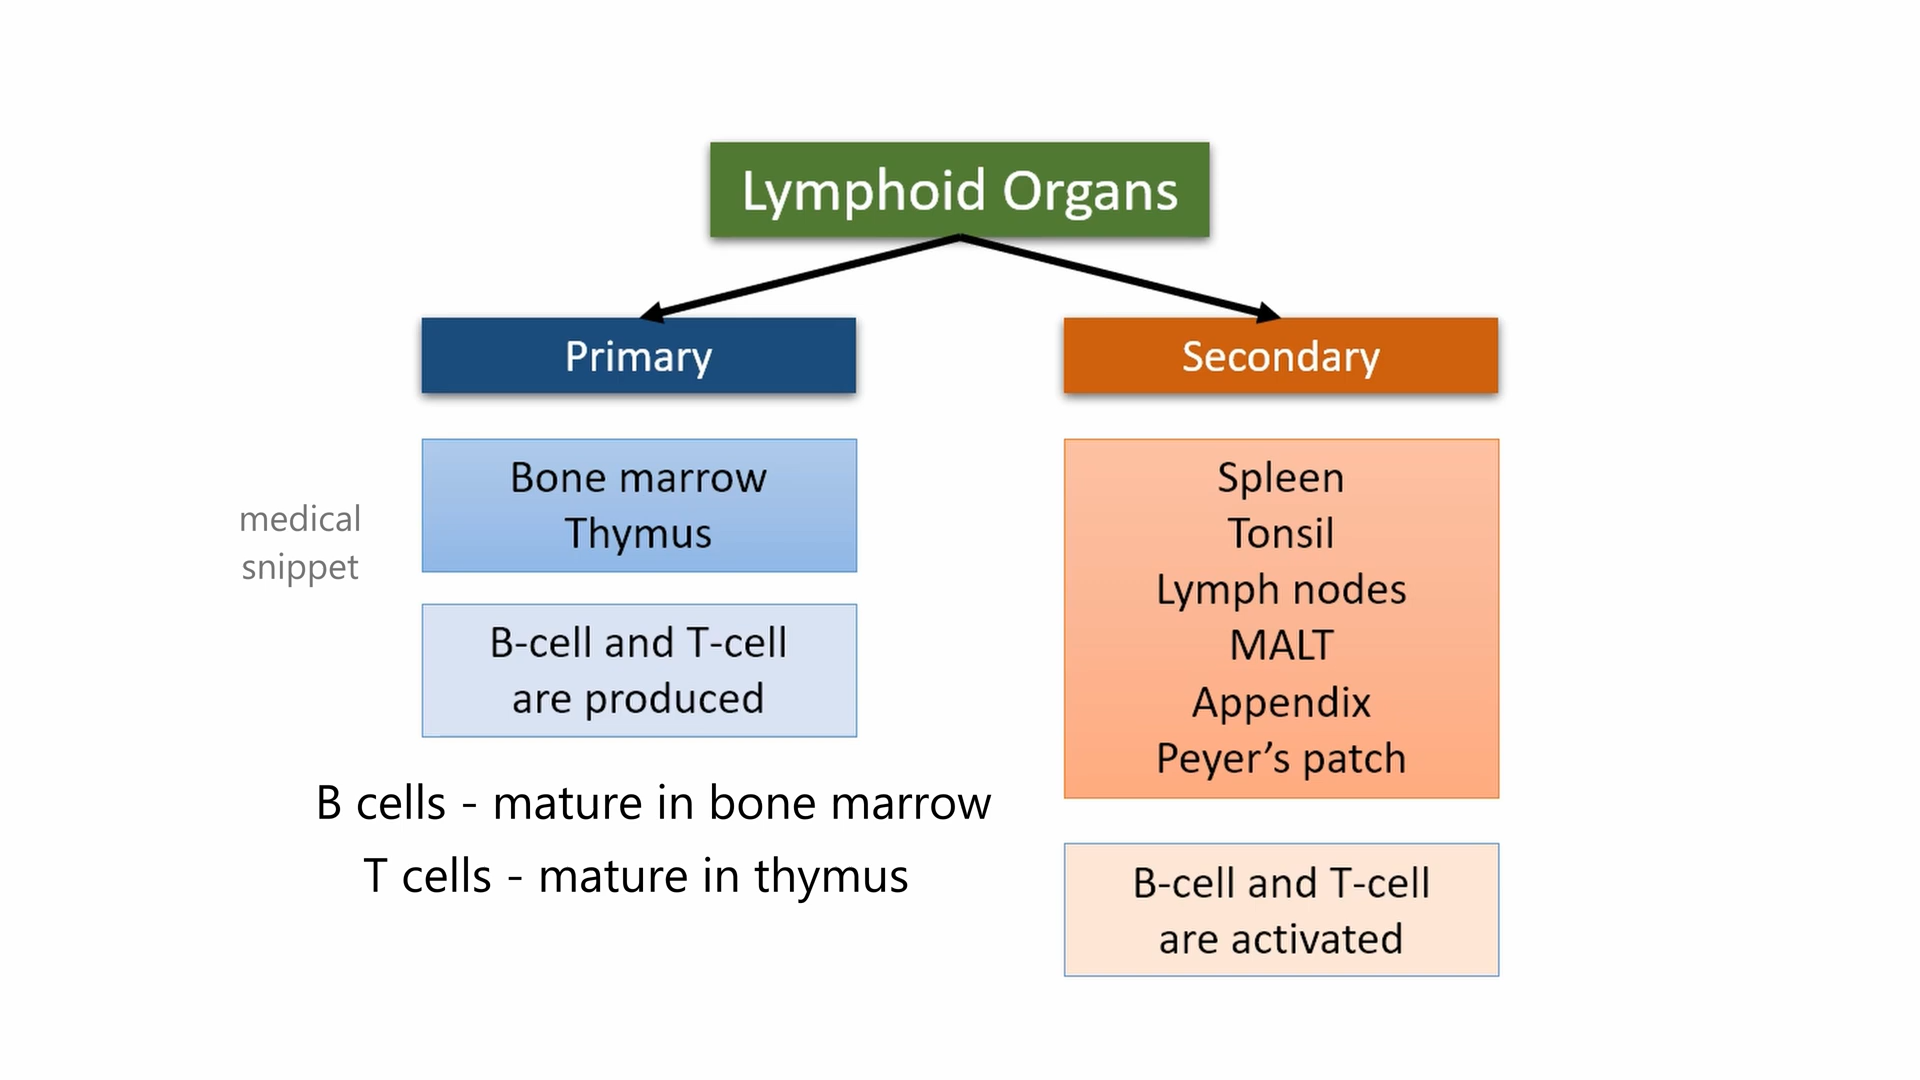 Lymphoid Organs
Primary
Bone marrow
Thymus
B-cell and T-cell
are produced
B cells - mature in bone marrow
T cells - mature in thymus
medical
snippet
Secondary
Spleen
Tonsil
Lymph nodes
MALT
Appendix
Peyer’s patch
B-cell and T-cell
are activated